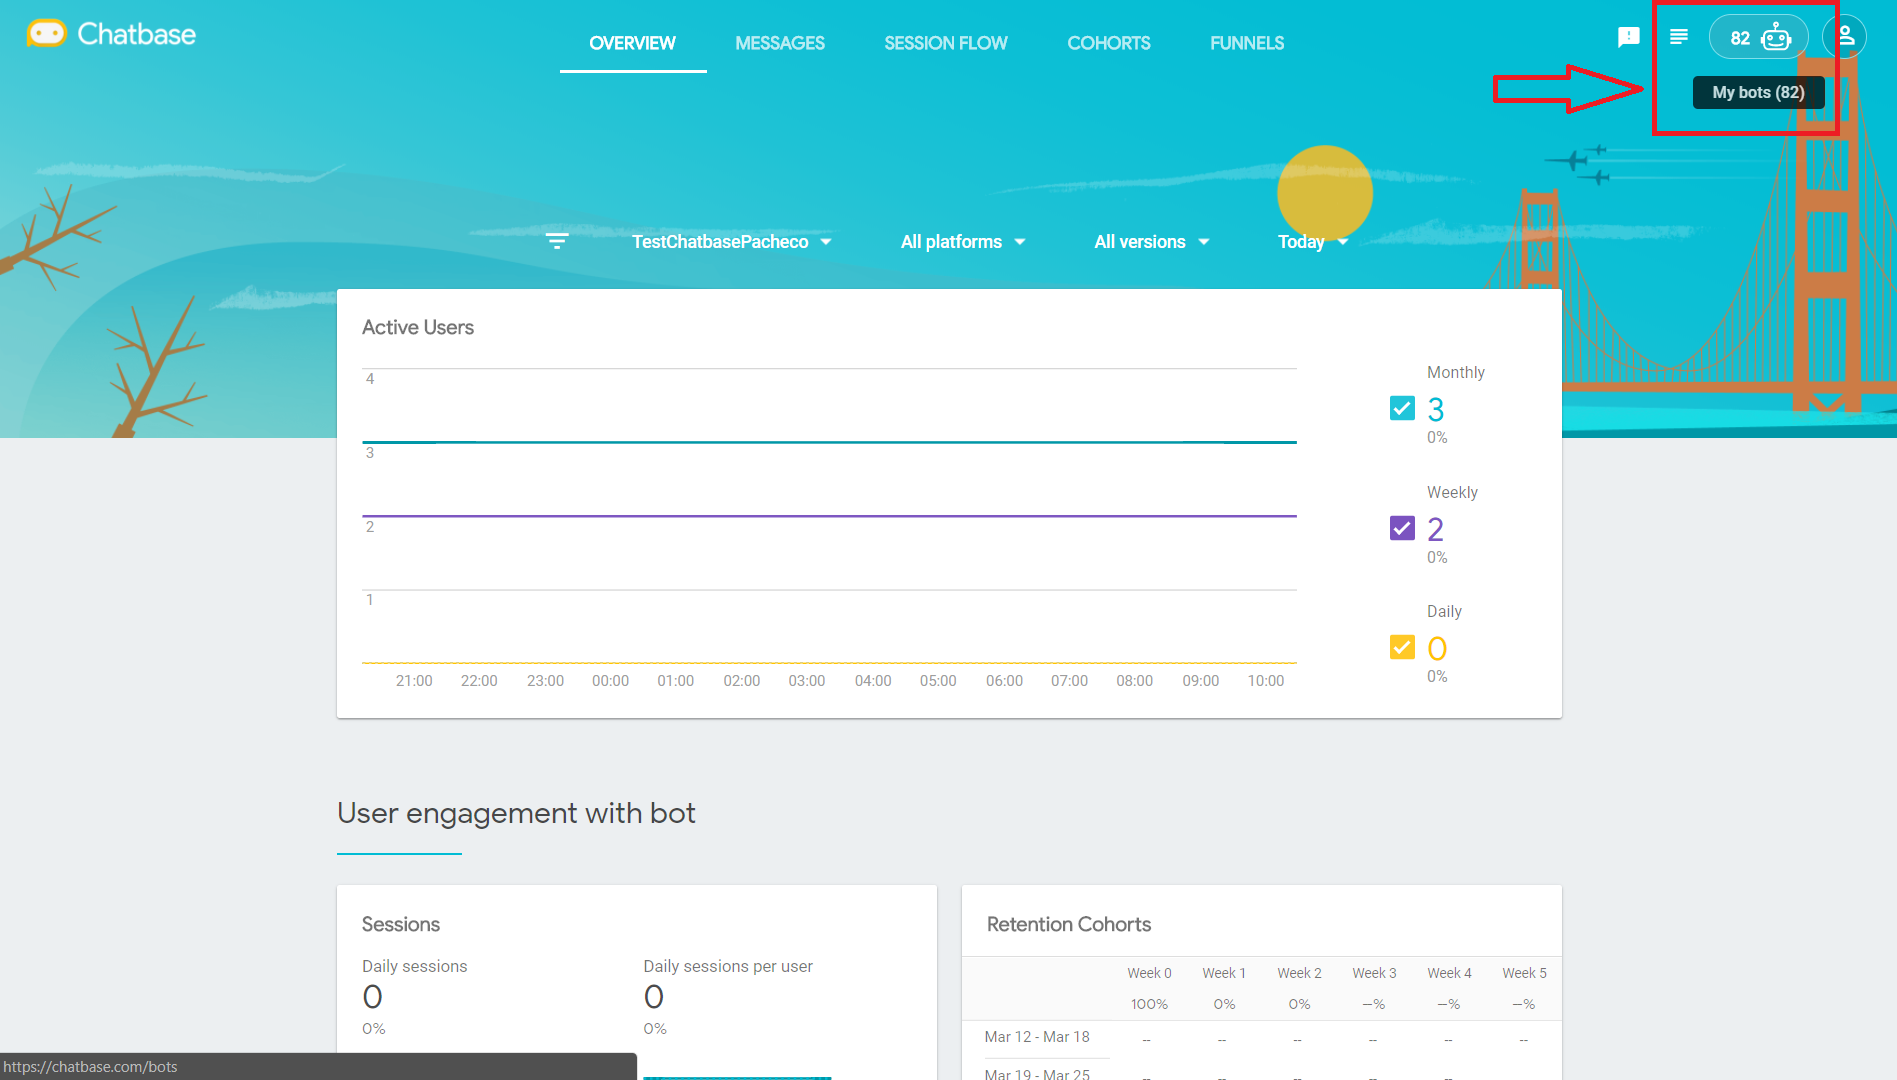 Chatbase
OVERVIEW MESSAGES SESSION FLOW COHORTS FUNNELS
82
My bots (82)
TestChatbasePacheco All platforms All versions Today
Active Users
4
3
2
1
21:00 22:00 23:00 00:00 01:00 02:00 03:00 04:00 05:00 06:00 07:00 08:00 09:00 10:00
Monthly
3
0%
Weekly
2
0%
Daily
0
0%
User engagement with bot
Sessions
Daily sessions Daily sessions per user
0 0
0% 0%
Retention Cohorts
Week 0 Week 1 Week 2 Week 3 Week 4 Week 5
100% 0% 0% --% --% --%
Mar 12 - Mar 18 -- -- -- -- -- --
Mar 19 - Mar 25 -- -- -- -- --
https://chatbase.com/bots